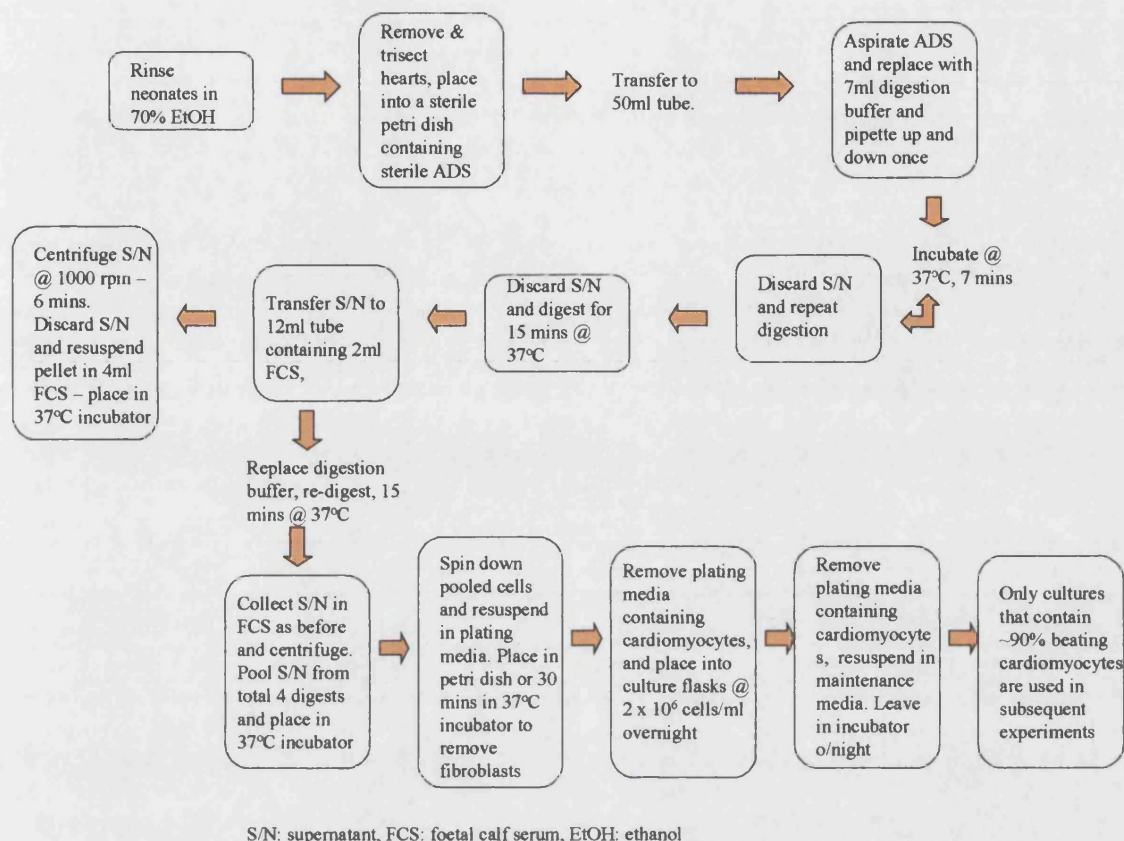 Rinse
neonates in
70% EtOH
Remove &
trisect
hearts, place
into a sterile
petri dish
containing
sterile ADS
Transfer to
50ml tube.
Aspirate ADS
and replace with
7ml digestion
buffer and
pipette up and
down once
Incubate @
37°C, 7 mins
Discard S/N
and repeat
digestion
Discard S/N
and digest for
15 mins @
37°C
Transfer S/N to
12ml tube
containing 2ml
FCS,
Centrifuge S/N
@ 1000 rpm –
6 mins.
Discard S/N
and resuspend
pellet in 4ml
FCS – place in
37°C incubator
Replace digestion
buffer, re-digest, 15
mins @ 37°C
Collect S/N in
FCS as before
and centrifuge.
Pool S/N from
total 4 digests
and place in
37°C incubator
Spin down
pooled cells
and resuspend
in plating
media. Place in
petri dish or 30
mins in 37°C
incubator to
remove
fibroblasts
Remove plating
media
containing
cardiomyocytes,
and place into
culture flasks @
2 x 10⁶ cells/ml
overnight
Remove
plating media
containing
cardiomyocyte
s, resuspend in
maintenance
media. Leave
in incubator
o/night
Only cultures
that contain
~90% beating
cardiomyocytes
are used in
subsequent
experiments
S/N: supernatant, FCS: foetal calf serum, EtOH: ethanol